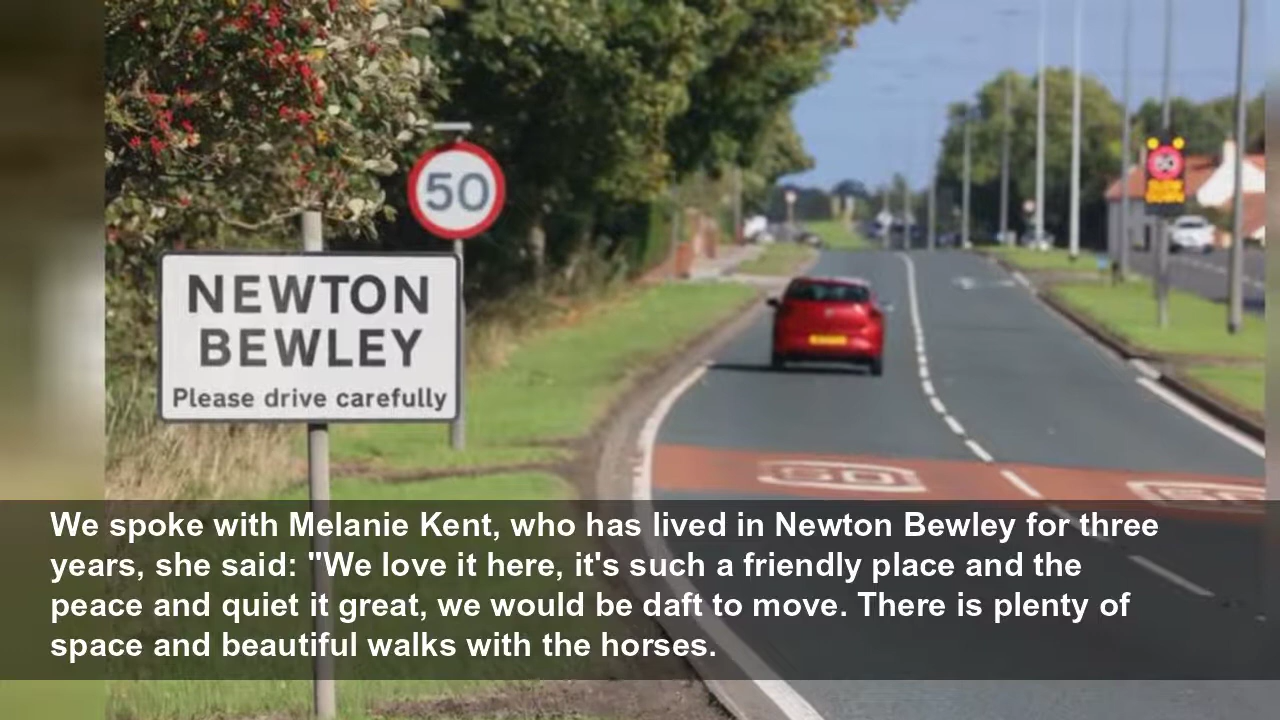 50
NEWTON
BEWLEY
Please drive carefully
We spoke with Melanie Kent, who has lived in Newton Bewley for three
years, she said: "We love it here, it's such a friendly place and the
peace and quiet it great, we would be daft to move. There is plenty of
space and beautiful walks with the horses.